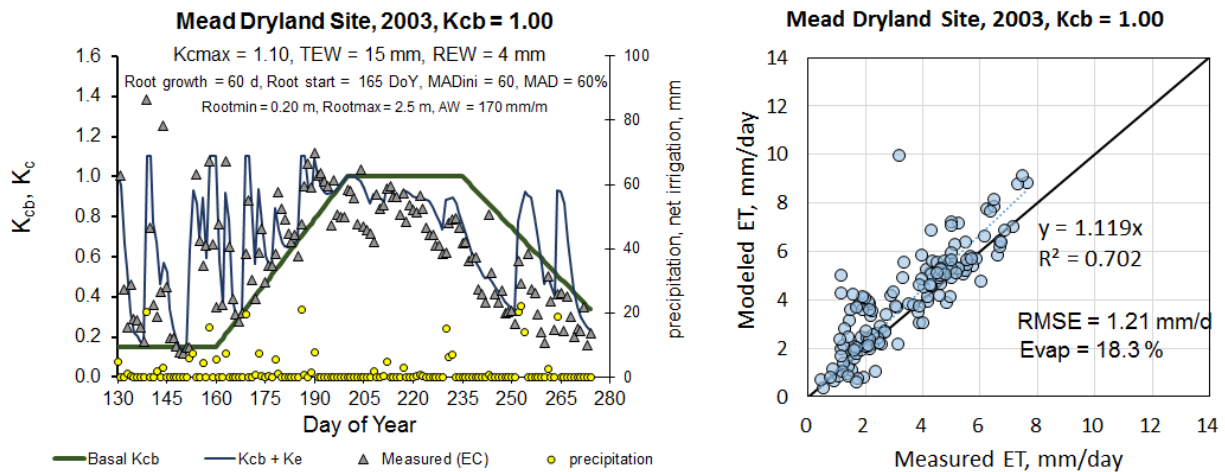 Mead Dryland Site, 2003, Kcb = 1.00
Kcmax = 1.10, TEW = 15 mm, REW = 4 mm
Root growth = 60 d, Root start = 165 DoY, MADini = 60, MAD = 60%
Rootmin = 0.20 m, Rootmax = 2.5 m, AW = 170 mm/m
1.6
1.4
1.2
1.0
0.8
0.6
0.4
0.2
0.0
Kcb, Kc
100
80
60
40
20
0
precipitation, net irrigation, mm
130 145 160 175 190 205 220 235 250 265 280
Day of Year
Basal Kcb Kcb + Ke Measured (EC) precipitation
Mead Dryland Site, 2003, Kcb = 1.00
14
12
10
8
6
4
2
0
Modeled ET, mm/day
y = 1.119x
R² = 0.702
RMSE = 1.21 mm/d
Evap = 18.3 %
0 2 4 6 8 10 12 14
Measured ET, mm/day